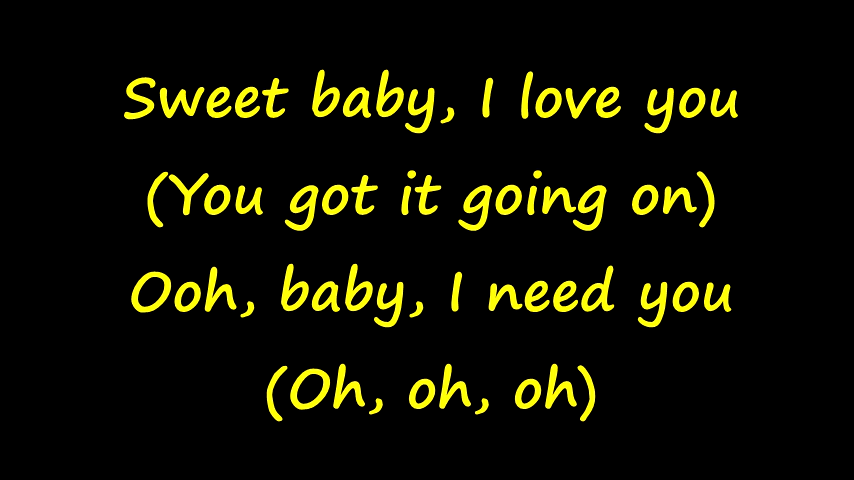 Sweet baby, I love you
(You got it going on)
Ooh, baby, I need you
(Oh, oh, oh)